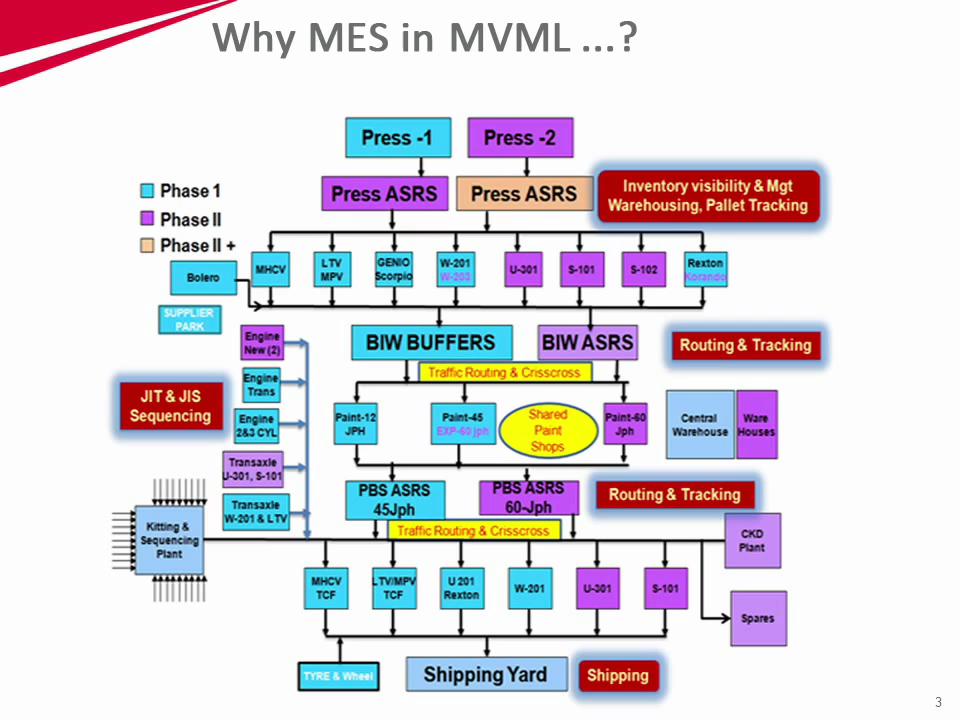 Why MES in MVML ...?
Press -1
Press -2
Press ASRS
Press ASRS
Inventory visibility & Mgt
Warehousing, Pallet Tracking
Phase 1
Phase II
Phase II +
MHCV
LTV
MPV
GENIO
Scorpio
W-201
W-203
U-301
S-101
S-102
Rexton
Korando
Bolero
SUPPLIER
PARK
Engine
New (2)
BIW BUFFERS
BIW ASRS
Routing & Tracking
Traffic Routing & Crisscross
Engine
Trans
JIT & JIS
Sequencing
Engine
2&3 CYL
Paint-12
JPH
Paint-45
EXP-60 jph
Shared
Paint
Shops
Paint-60
Jph
Central
Warehouse
Ware
Houses
Transaxle
U-301, S-101
PBS ASRS
45Jph
PBS ASRS
60-Jph
Routing & Tracking
Transaxle
W-201 & LTV
Kitting &
Sequencing
Plant
Traffic Routing & Crisscross
CKD
Plant
MHCV
TCF
LTV/MPV
TCF
U 201
Rexton
W-201
U-301
S-101
Spares
TYRE & Wheel
Shipping Yard
Shipping
3